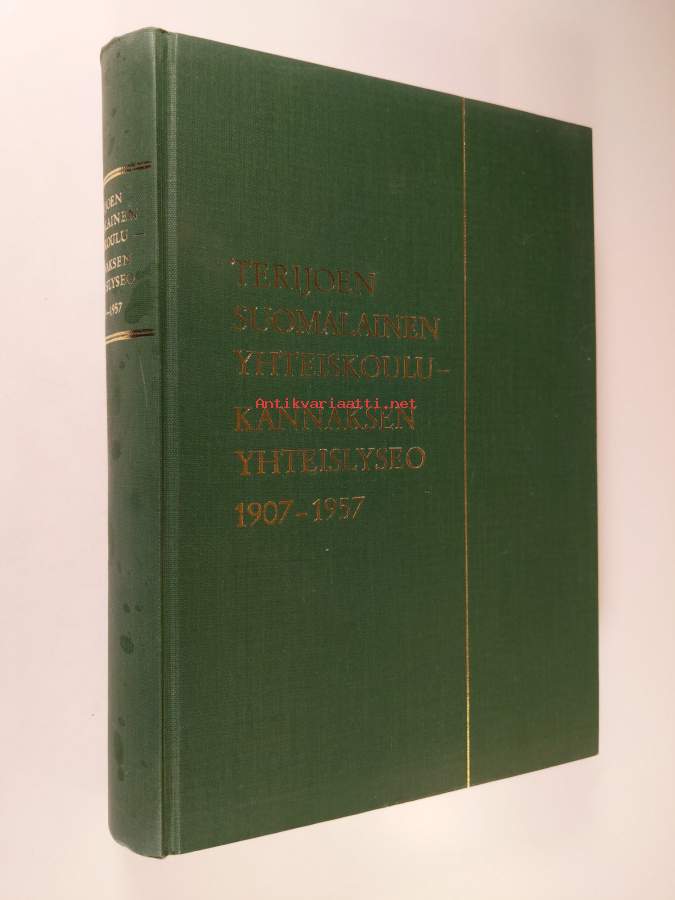 TERIJOEN
SUOMALAINEN
YHTEISKOULU–
KANNAKSEN
YHTEISLYSEO
1907–1957
Antikvariaatti.net